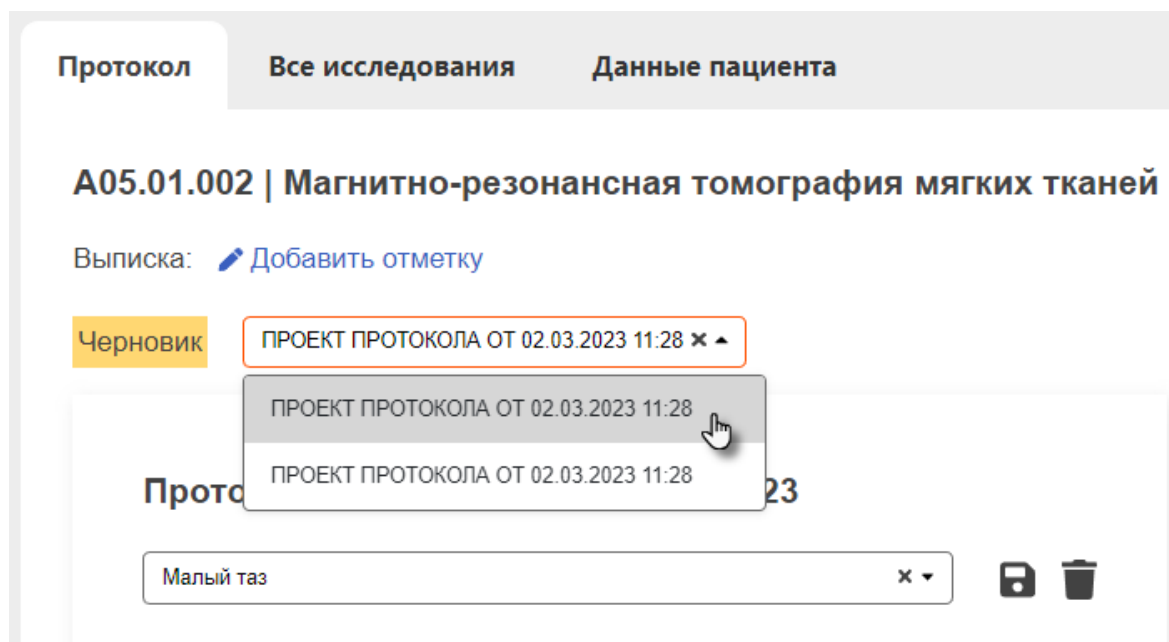 Протокол Все исследования Данные пациента
A05.01.002 | Магнитно-резонансная томография мягких тканей
Выписка: Добавить отметку
Черновик ПРОЕКТ ПРОТОКОЛА ОТ 02.03.2023 11:28
ПРОЕКТ ПРОТОКОЛА ОТ 02.03.2023 11:28
ПРОЕКТ ПРОТОКОЛА ОТ 02.03.2023 11:28
Малый таз